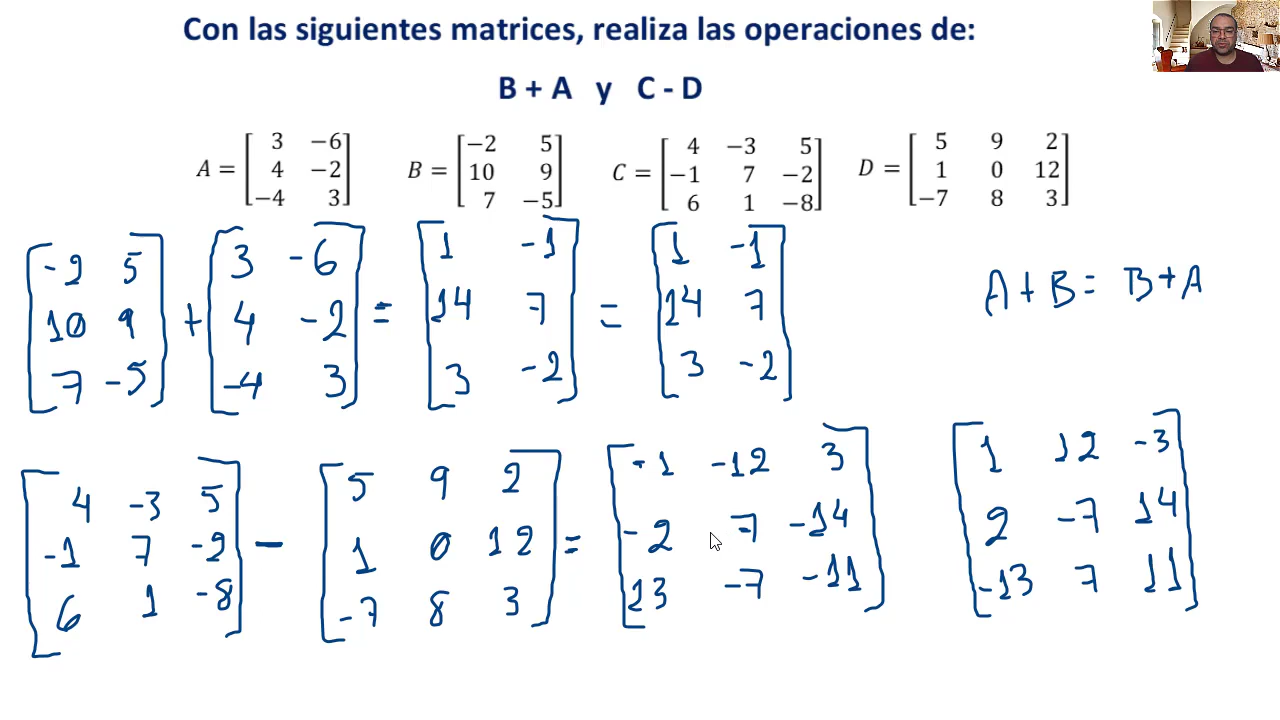 Con las siguientes matrices, realiza las operaciones de:
B + A y C - D
A = [ 3 −6 ] B = [ −2 5 ] C = [ 4 −3 5 ] D = [ 5 9 2 ]
[ 4 −2 ] [ 10 9 ] [ −1 7 −2 ] [ 1 0 12 ]
[ −4 3 ] [ 7 −5 ] [ 6 1 −8 ] [ −7 8 3 ]
[ -2 5 ] + [ 3 -6 ] = [ 1 -1 ] = [ 1 -1 ] A + B = B + A
[ 10 9 ] [ 4 -2 ] [ 14 7 ] [ 14 7 ]
[ 7 -5 ] [ -4 3 ] [ 3 -2 ] [ 3 -2 ]
[ 4 -3 5 ] - [ 5 9 2 ] = [ -1 -12 3 ] [ 1 12 -3 ]
[ -1 7 -2 ] [ 1 0 12 ] [ -2 7 -14 ] [ 2 -7 14 ]
[ 6 1 -8 ] [ -7 8 3 ] [ 13 -7 -11 ] [ -13 7 11 ]